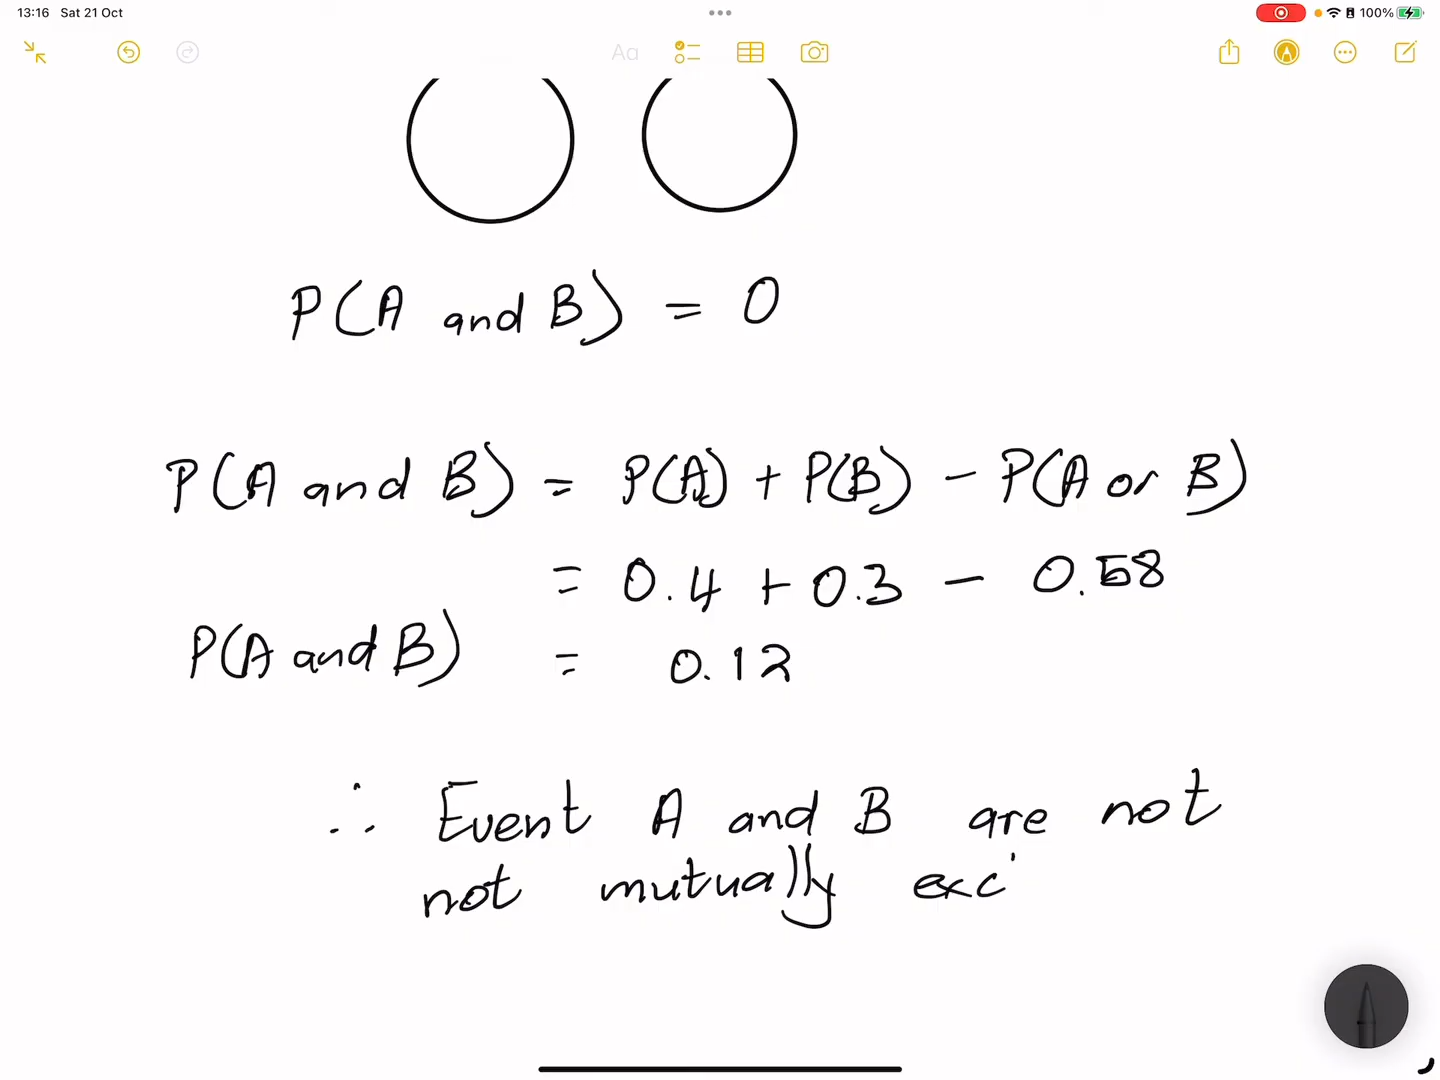 13:16 Sat 21 Oct
100%
Aa
P(A and B) = 0
P(A and B) = P(A) + P(B) - P(A or B)
= 0.4 + 0.3 - 0.58
P(A and B) = 0.12
∴ Event A and B are not
not mutually exc